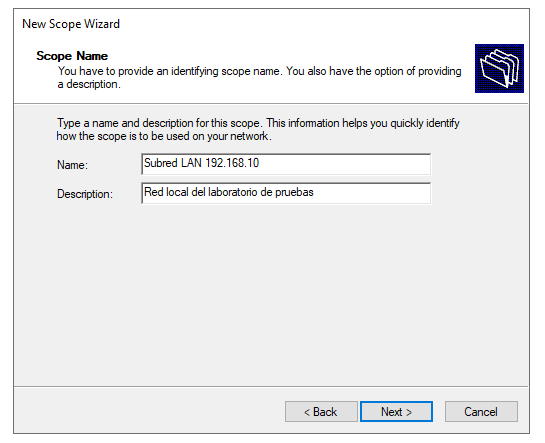 New Scope Wizard
Scope Name
You have to provide an identifying scope name. You also have the option of providing
a description.
Type a name and description for this scope. This information helps you quickly identify
how the scope is to be used on your network.
Name: Subred LAN 192.168.10
Description: Red local del laboratorio de pruebas
< Back Next > Cancel